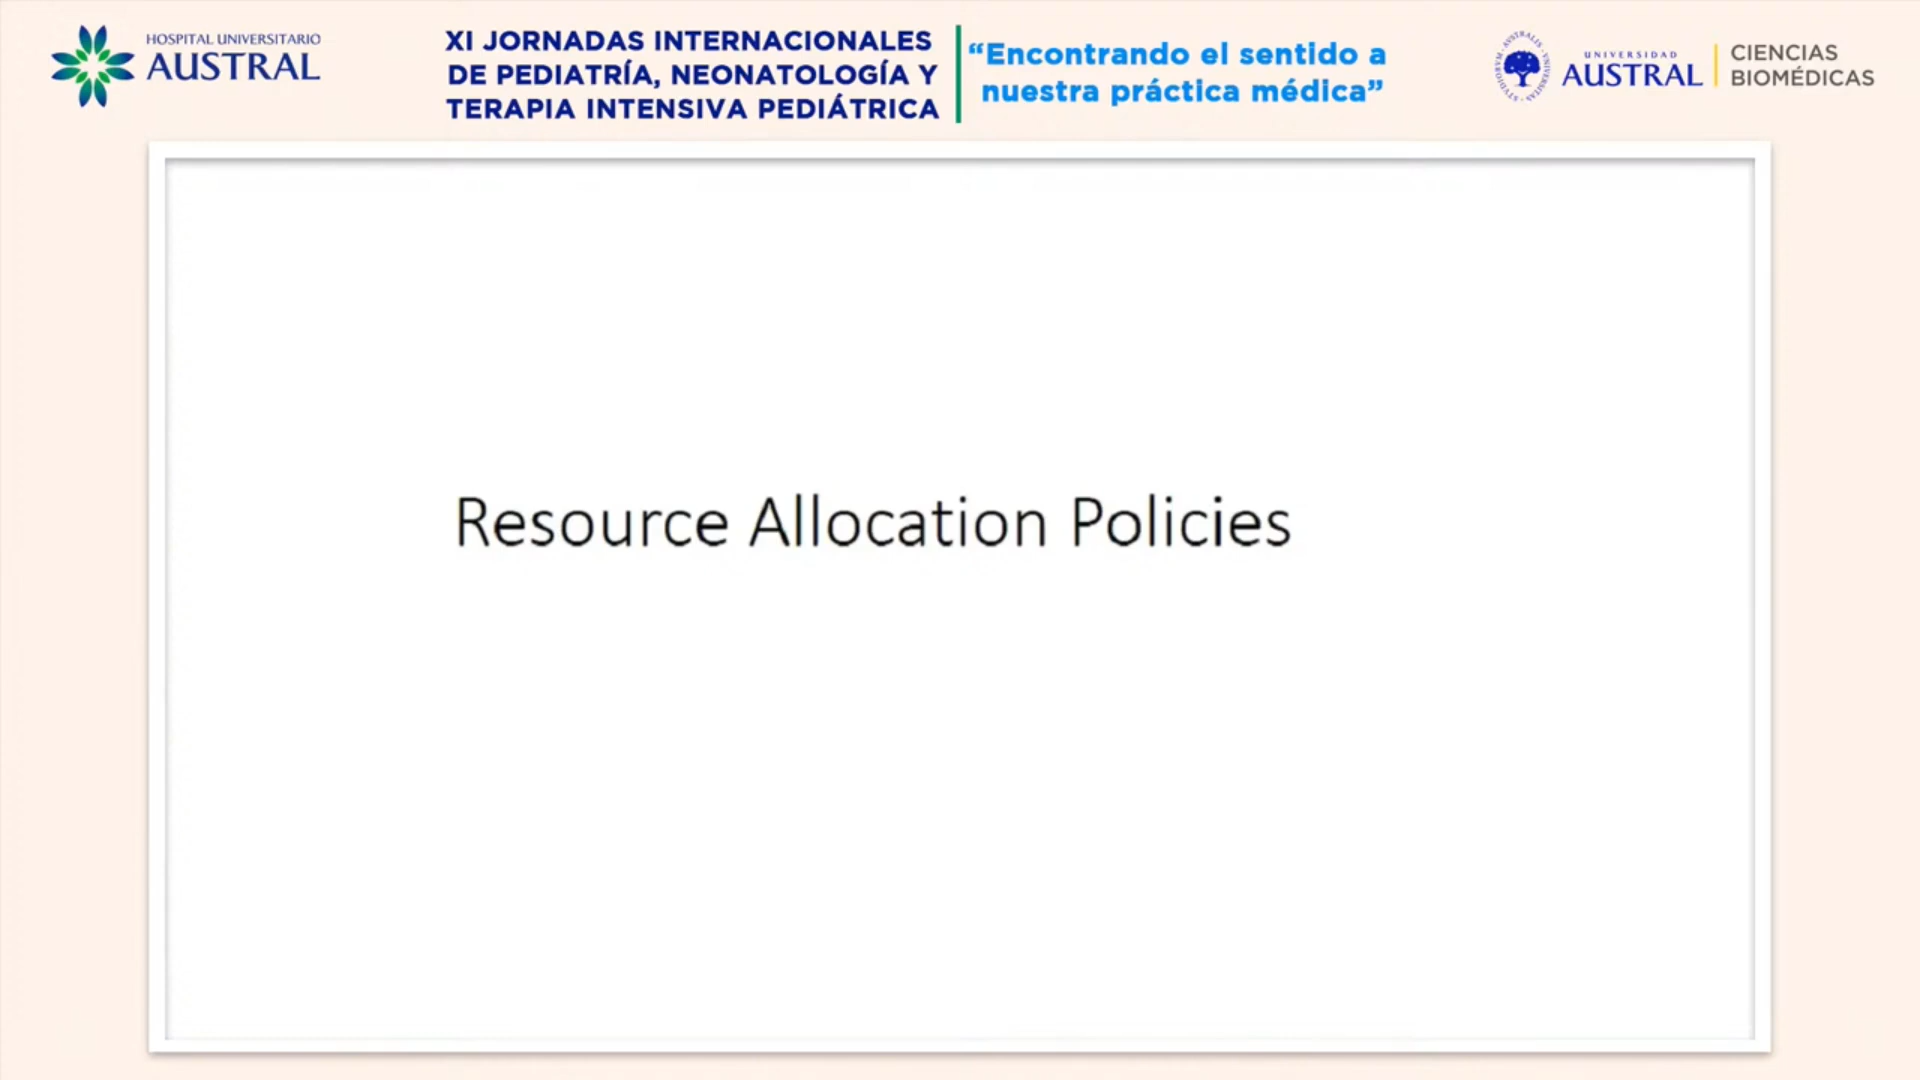 HOSPITAL UNIVERSITARIO
AUSTRAL
XI JORNADAS INTERNACIONALES
DE PEDIATRÍA, NEONATOLOGÍA Y
TERAPIA INTENSIVA PEDIÁTRICA
“Encontrando el sentido a
nuestra práctica médica”
UNIVERSIDAD
AUSTRAL
CIENCIAS
BIOMÉDICAS
Resource Allocation Policies